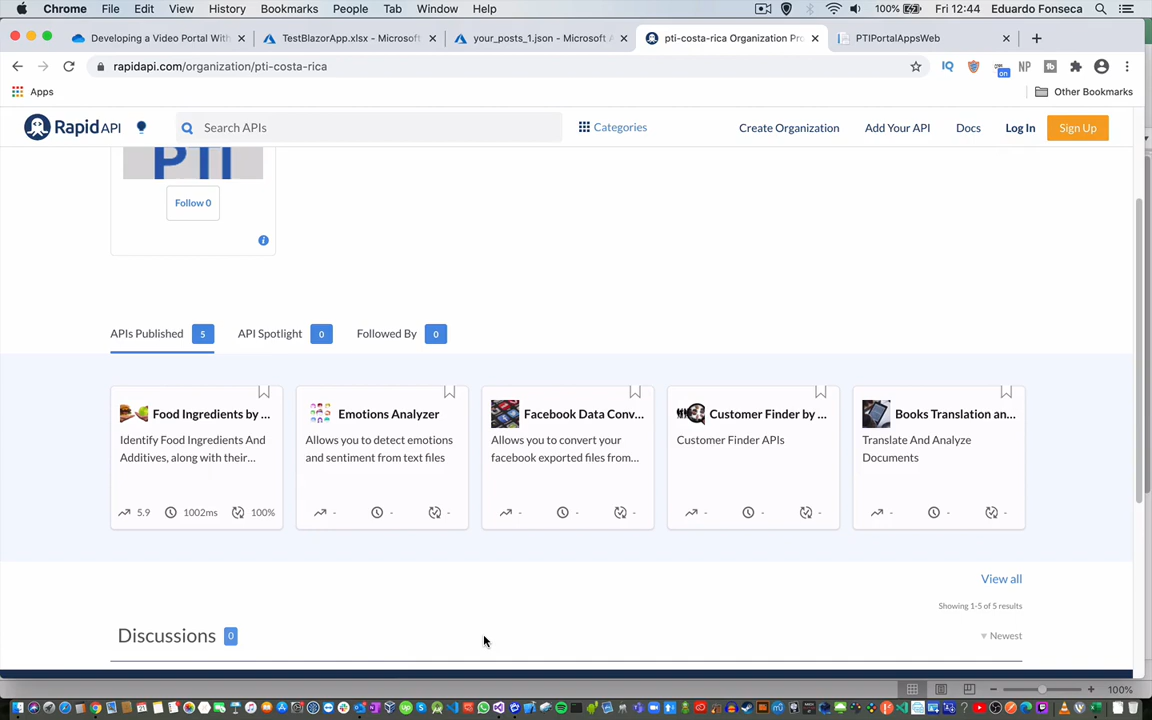 Chrome File Edit View History Bookmarks People Tab Window Help 100% Fri 12:44 Eduardo Fonseca
Developing a Video Portal With TestBlazorApp.xlsx - Microsoft your_posts_1.json - Microsoft A pti-costa-rica Organization Pro PTIPortalAppsWeb
rapidapi.com/organization/pti-costa-rica IQ on NP
Apps Other Bookmarks
Rapid API Search APIs Categories Create Organization Add Your API Docs Log In Sign Up
PTI
Follow 0
APIs Published 5 API Spotlight 0 Followed By 0
Food Ingredients by ...
Identify Food Ingredients And
Additives, along with their...
5.9 1002ms 100%
Emotions Analyzer
Allows you to detect emotions
and sentiment from text files
- - -
Facebook Data Conv...
Allows you to convert your
facebook exported files from...
- - -
Customer Finder by ...
Customer Finder APIs
- - -
Books Translation an...
Translate And Analyze
Documents
- - -
View all
Showing 1-5 of 5 results
Discussions 0 Newest
100%